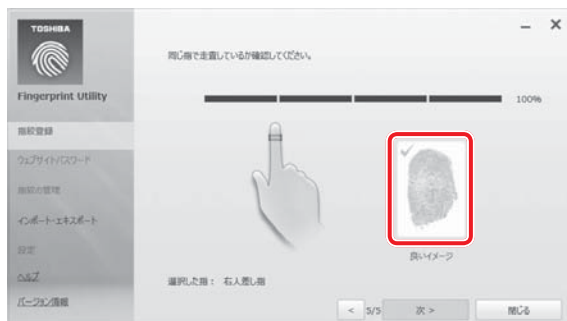 TOSHIBA
Fingerprint Utility
指紋登録
ウェブサイトパスワード
指紋の管理
インポート・エクスポート
設定
ヘルプ
バージョン情報
同じ指で走査しているか確認してください。
100%
良いイメージ
選択した指： 右人差し指
< 5/5 次 > 閉じる